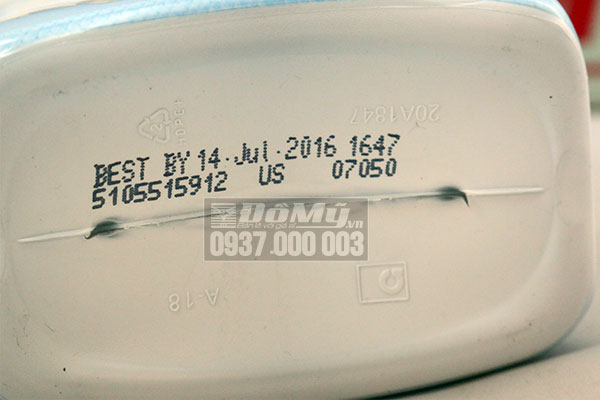 20A1847
BEST BY 14·Jul·2016 1647
5105515912 US 07050
ĐồMỹ.vn
0937.000.003
A-18